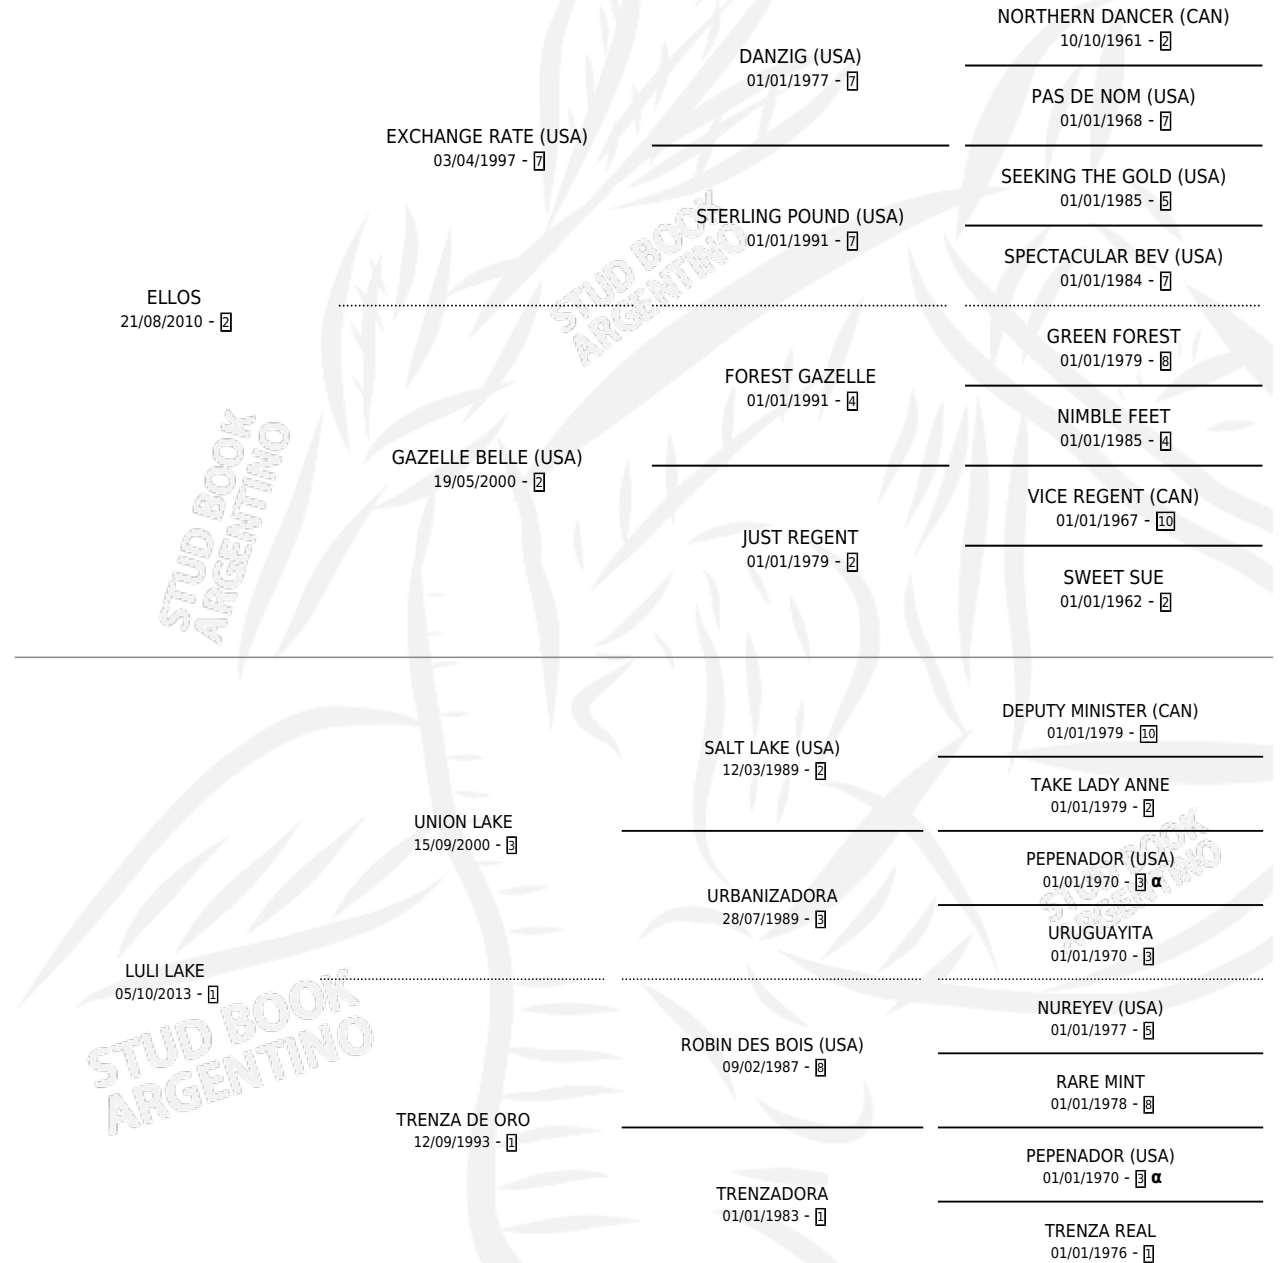 NORTHERN DANCER (CAN)
10/10/1961 - 2
DANZIG (USA)
01/01/1977 - 7
PAS DE NOM (USA)
01/01/1968 - 7
EXCHANGE RATE (USA)
03/04/1997 - 7
SEEKING THE GOLD (USA)
01/01/1985 - 5
STERLING POUND (USA)
01/01/1991 - 7
SPECTACULAR BEV (USA)
01/01/1984 - 7
ELLOS
21/08/2010 - 2
GREEN FOREST
01/01/1979 - 8
FOREST GAZELLE
01/01/1991 - 4
NIMBLE FEET
01/01/1985 - 4
GAZELLE BELLE (USA)
19/05/2000 - 2
VICE REGENT (CAN)
01/01/1967 - 10
JUST REGENT
01/01/1979 - 2
SWEET SUE
01/01/1962 - 2
STUD BOOK
ARGENTINO
STUD BOOK
ARGENTINO
DEPUTY MINISTER (CAN)
01/01/1979 - 10
SALT LAKE (USA)
12/03/1989 - 2
TAKE LADY ANNE
01/01/1979 - 2
UNION LAKE
15/09/2000 - 3
PEPENADOR (USA)
01/01/1970 - 3 α
URBANIZADORA
28/07/1989 - 3
URUGUAYITA
01/01/1970 - 3
LULI LAKE
05/10/2013 - 1
NUREYEV (USA)
01/01/1977 - 5
ROBIN DES BOIS (USA)
09/02/1987 - 8
RARE MINT
01/01/1978 - 8
TRENZA DE ORO
12/09/1993 - 1
PEPENADOR (USA)
01/01/1970 - 3 α
TRENZADORA
01/01/1983 - 1
TRENZA REAL
01/01/1976 - 1
STUD BOOK
ARGENTINO
STUD BOOK
ARGENTINO